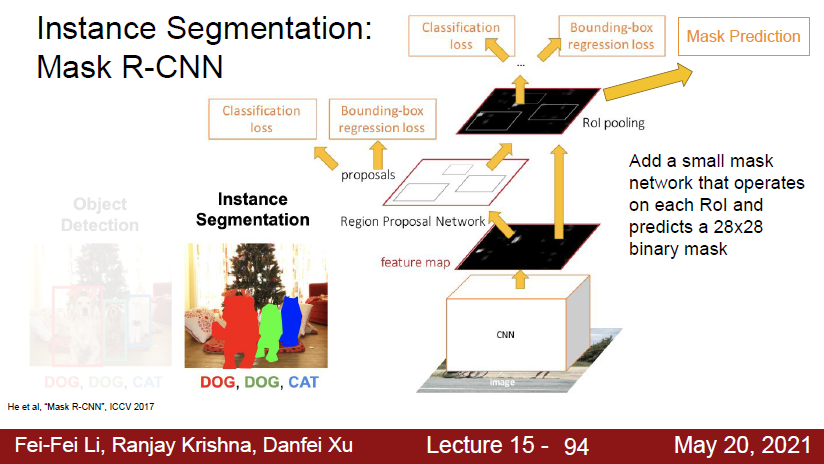 Instance Segmentation:
Mask R-CNN
Classification
loss
Bounding-box
regression loss
Mask Prediction
...
RoI pooling
Classification
loss
Bounding-box
regression loss
proposals
Add a small mask
network that operates
on each RoI and
predicts a 28x28
binary mask
Region Proposal Network
feature map
CNN
image
Object
Detection
Instance
Segmentation
DOG, DOG, CAT
DOG, DOG, CAT
He et al, “Mask R-CNN”, ICCV 2017
Fei-Fei Li, Ranjay Krishna, Danfei Xu
Lecture 15 - 94
May 20, 2021